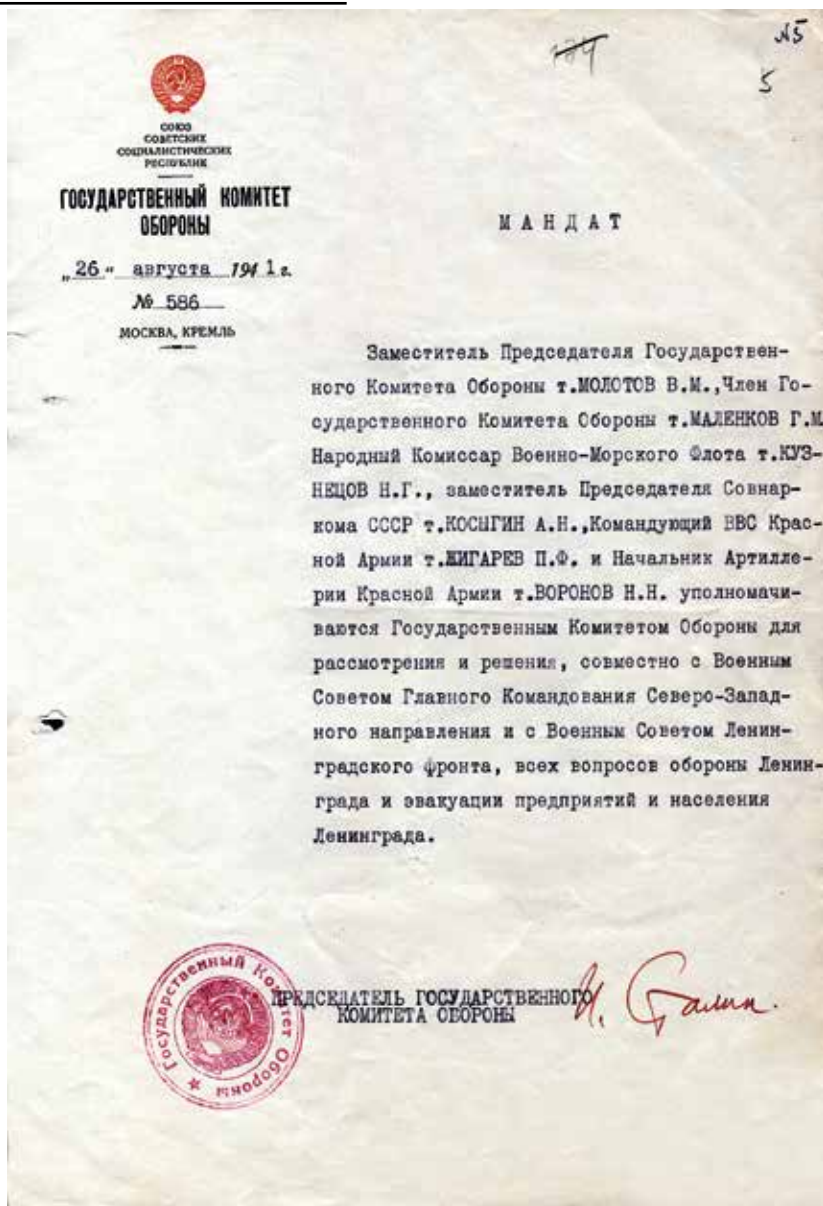 №5
5
СОЮЗ
СОВЕТСКИХ
СОЦИАЛИСТИЧЕСКИХ
РЕСПУБЛИК
ГОСУДАРСТВЕННЫЙ КОМИТЕТ
ОБОРОНЫ
„26" августа 1941 г.
№ 586
МОСКВА, КРЕМЛЬ
МАНДАТ
Заместитель Председателя Государствен-
ного Комитета Обороны т.МОЛОТОВ В.М.,Член Го-
сударственного Комитета Обороны т.МАЛЕНКОВ Г.М
Народный Комиссар Военно-Морского Флота т.КУЗ-
НЕЦОВ Н.Г., заместитель Председателя Совнар-
кома СССР т.КОСЫГИН А.Н.,Командующий ВВС Крас-
ной Армии т.ЖИГАРЕВ П.Ф. и Начальник Артилле-
рии Красной Армии т.ВОРОНОВ Н.Н. уполномачи-
ваются Государственным Комитетом Обороны для
рассмотрения и решения, совместно с Военным
Советом Главного Командования Северо-Запад-
ного направления и с Военным Советом Ленин-
градского фронта, всех вопросов обороны Ленин-
града и эвакуации предприятий и населения
Ленинграда.
ПРЕДСЕДАТЕЛЬ ГОСУДАРСТВЕННОГО
КОМИТЕТА ОБОРОНЫ
И. Сталин.
Государственный Комитет Обороны